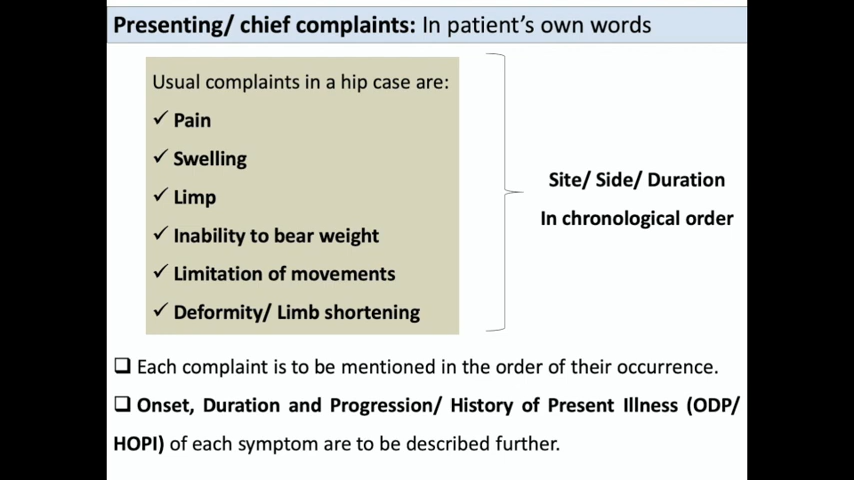 Presenting/ chief complaints: In patient's own words
Usual complaints in a hip case are:
✓ Pain
✓ Swelling
✓ Limp
✓ Inability to bear weight
✓ Limitation of movements
✓ Deformity/ Limb shortening
Site/ Side/ Duration
In chronological order
❑ Each complaint is to be mentioned in the order of their occurrence.
❑ Onset, Duration and Progression/ History of Present Illness (ODP/
HOPI) of each symptom are to be described further.